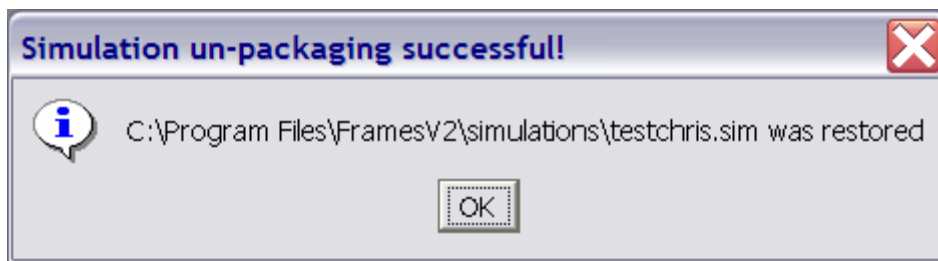 Simulation un-packaging successful!
C:\Program Files\FramesV2\simulations\testchris.sim was restored
OK